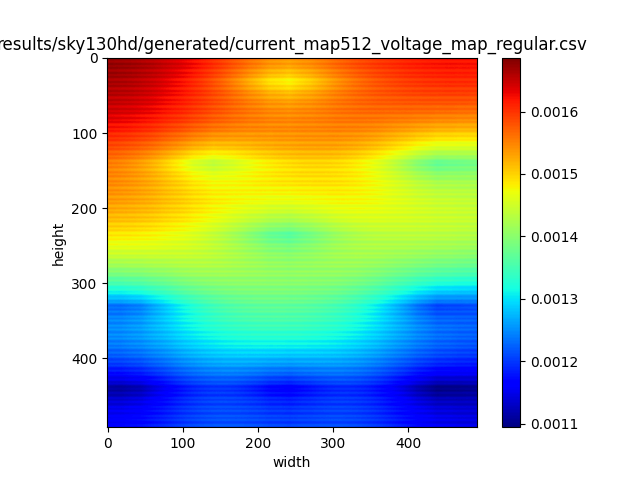 results/sky130hd/generated/current_map512_voltage_map_regular.csv
0
100
200
300
400
height
0 100 200 300 400
width
0.0016
0.0015
0.0014
0.0013
0.0012
0.0011